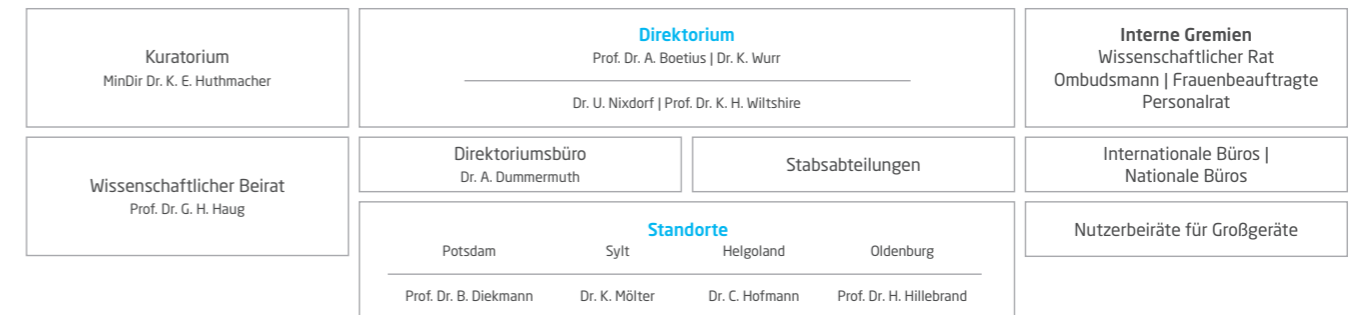 Kuratorium
MinDir Dr. K. E. Huthmacher
Direktorium
Prof. Dr. A. Boetius | Dr. K. Wurr
Dr. U. Nixdorf | Prof. Dr. K. H. Wiltshire
Interne Gremien
Wissenschaftlicher Rat
Ombudsmann | Frauenbeauftragte
Personalrat
Wissenschaftlicher Beirat
Prof. Dr. G. H. Haug
Direktoriumsbüro
Dr. A. Dummermuth
Stabsabteilungen
Internationale Büros |
Nationale Büros
Standorte
Potsdam Sylt Helgoland Oldenburg
Prof. Dr. B. Diekmann Dr. K. Mölter Dr. C. Hofmann Prof. Dr. H. Hillebrand
Nutzerbeiräte für Großgeräte